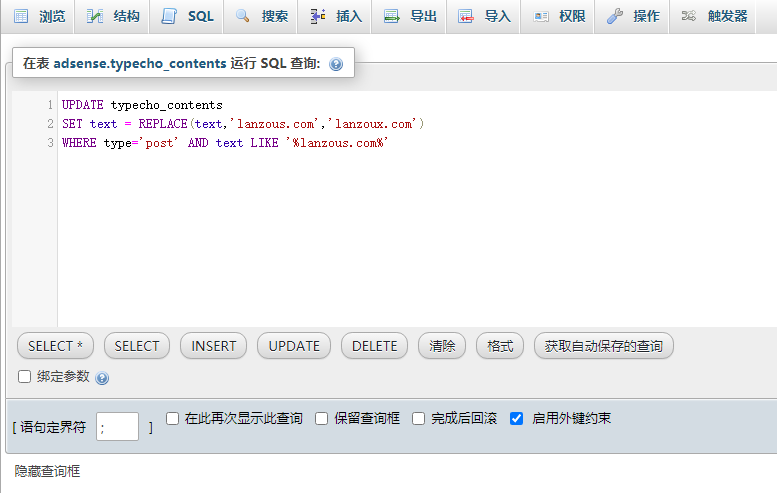 浏览 结构 SQL 搜索 插入 导出 导入 权限 操作 触发器
在表 adsense.typecho_contents 运行 SQL 查询:
1 UPDATE typecho_contents
2 SET text = REPLACE(text,'lanzous.com','lanzoux.com')
3 WHERE type='post' AND text LIKE '%lanzous.com%'
SELECT * SELECT INSERT UPDATE DELETE 清除 格式 获取自动保存的查询
绑定参数
[ 语句定界符 ; ] 在此再次显示此查询 保留查询框 完成后回滚 启用外键约束
隐藏查询框